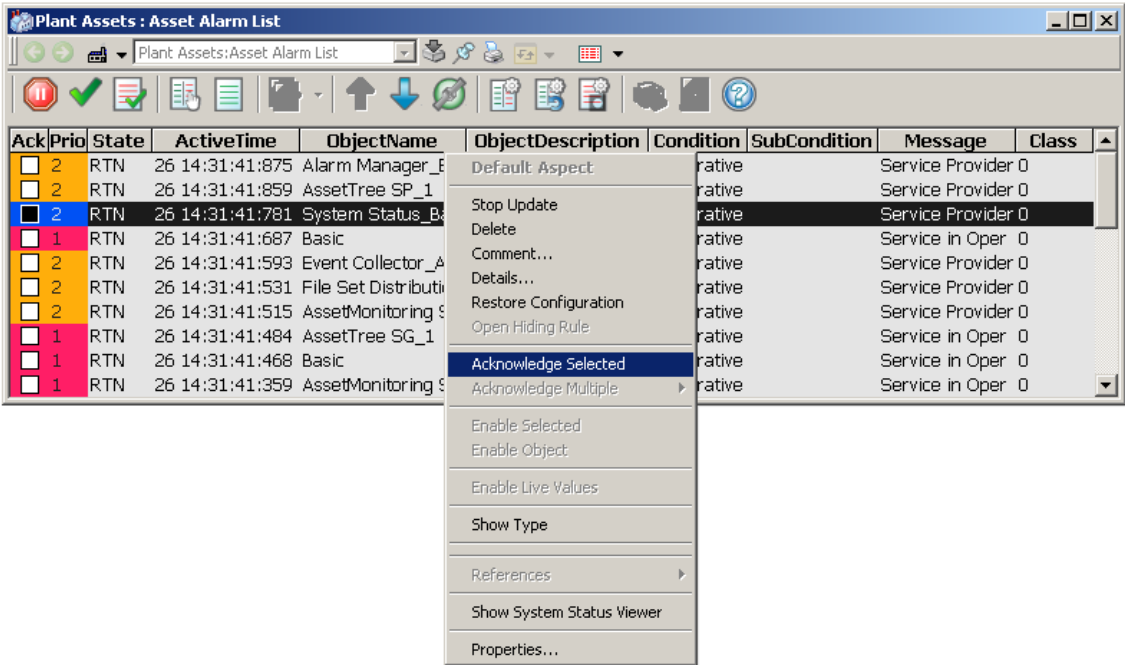 Plant Assets : Asset Alarm List
Plant Assets:Asset Alarm List
Ack Prio State ActiveTime ObjectName ObjectDescription Condition SubCondition Message Class
2 RTN 26 14:31:41:875 Alarm Manager_ rative Service Provider 0
2 RTN 26 14:31:41:859 AssetTree SP_1 rative Service Provider 0
2 RTN 26 14:31:41:781 System Status_Ba rative Service Provider 0
1 RTN 26 14:31:41:687 Basic rative Service in Oper 0
2 RTN 26 14:31:41:593 Event Collector_A rative Service Provider 0
2 RTN 26 14:31:41:531 File Set Distributi rative Service Provider 0
2 RTN 26 14:31:41:515 AssetMonitoring S rative Service Provider 0
1 RTN 26 14:31:41:484 AssetTree SG_1 rative Service in Oper 0
1 RTN 26 14:31:41:468 Basic rative Service in Oper 0
1 RTN 26 14:31:41:359 AssetMonitoring S rative Service in Oper 0
Default Aspect
Stop Update
Delete
Comment...
Details...
Restore Configuration
Open Hiding Rule
Acknowledge Selected
Acknowledge Multiple
Enable Selected
Enable Object
Enable Live Values
Show Type
References
Show System Status Viewer
Properties...